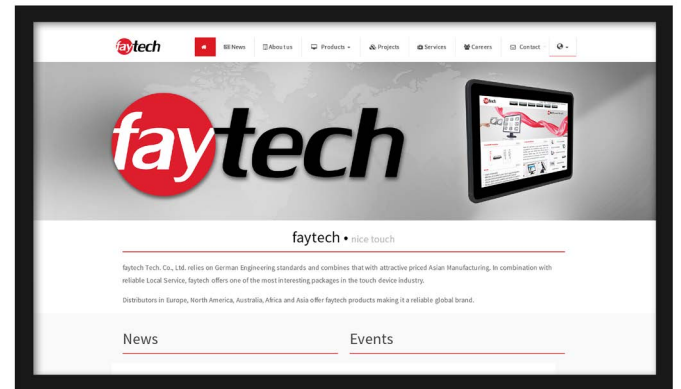 faytech
News
About us
Products
Projects
Services
Careers
Contact
faytech
faytech
faytech • nice touch
faytech Tech. Co., Ltd. relies on German Engineering standards and combines that with attractive priced Asian Manufacturing. In combination with
reliable Local Service, faytech offers one of the most interesting packages in the touch device industry.
Distributors in Europe, North America, Australia, Africa and Asia offer faytech products making it a reliable global brand.
News
Events